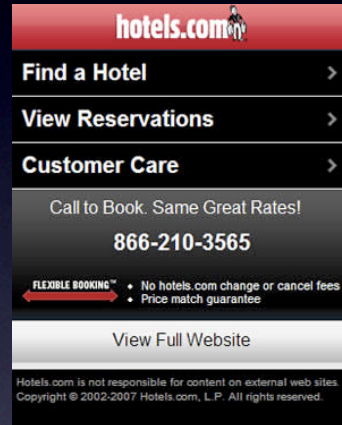 hotels.com
Find a Hotel
View Reservations
Customer Care
Call to Book. Same Great Rates!
866-210-3565
FLEXIBLE BOOKING™
• No hotels.com change or cancel fees
• Price match guarantee
View Full Website
Hotels.com is not responsible for content on external web sites.
Copyright © 2002-2007 Hotels.com, L.P. All rights reserved.